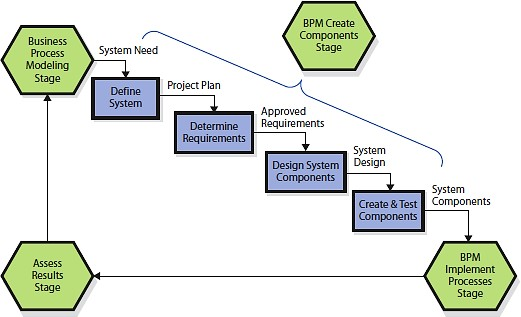 Business
Process
Modeling
Stage
System Need
BPM Create
Components
Stage
Define
System
Project Plan
Determine
Requirements
Approved
Requirements
Design System
Components
System
Design
Create & Test
Components
System
Components
Assess
Results
Stage
BPM
Implement
Processes
Stage